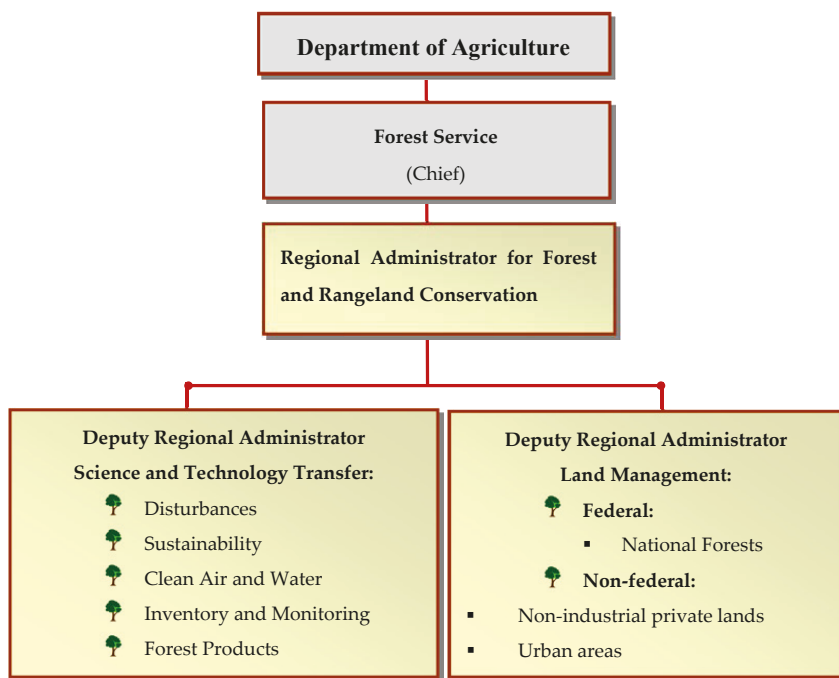 Department of Agriculture
Forest Service
(Chief)
Regional Administrator for Forest
and Rangeland Conservation
Deputy Regional Administrator
Science and Technology Transfer:
Disturbances
Sustainability
Clean Air and Water
Inventory and Monitoring
Forest Products
Deputy Regional Administrator
Land Management:
Federal:
▪ National Forests
Non-federal:
▪ Non-industrial private lands
▪ Urban areas